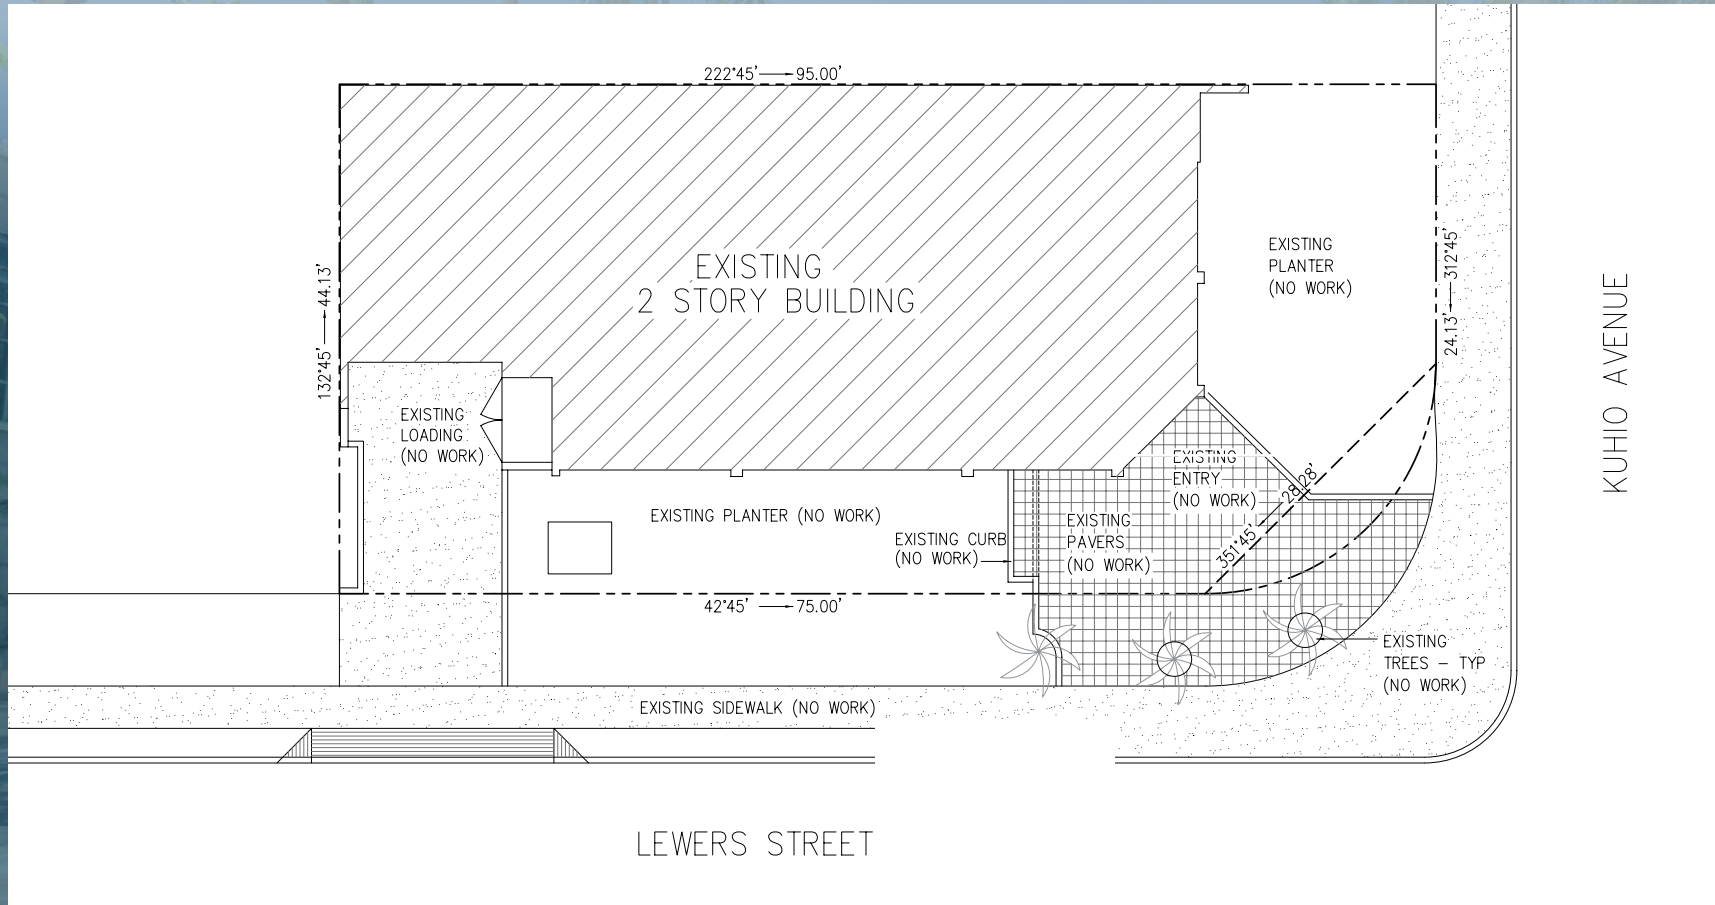 222°45' 95.00'
EXISTING
2 STORY BUILDING
EXISTING
PLANTER
(NO WORK)
24.13' 312°45'
KUHIO AVENUE
132°45' 44.13'
EXISTING
LOADING
(NO WORK)
EXISTING
ENTRY
(NO WORK)
351°45' 28.28'
EXISTING PLANTER (NO WORK)
EXISTING
PAVERS
(NO WORK)
EXISTING CURB
(NO WORK)
42°45' 75.00'
EXISTING
TREES - TYP
(NO WORK)
EXISTING SIDEWALK (NO WORK)
LEWERS STREET